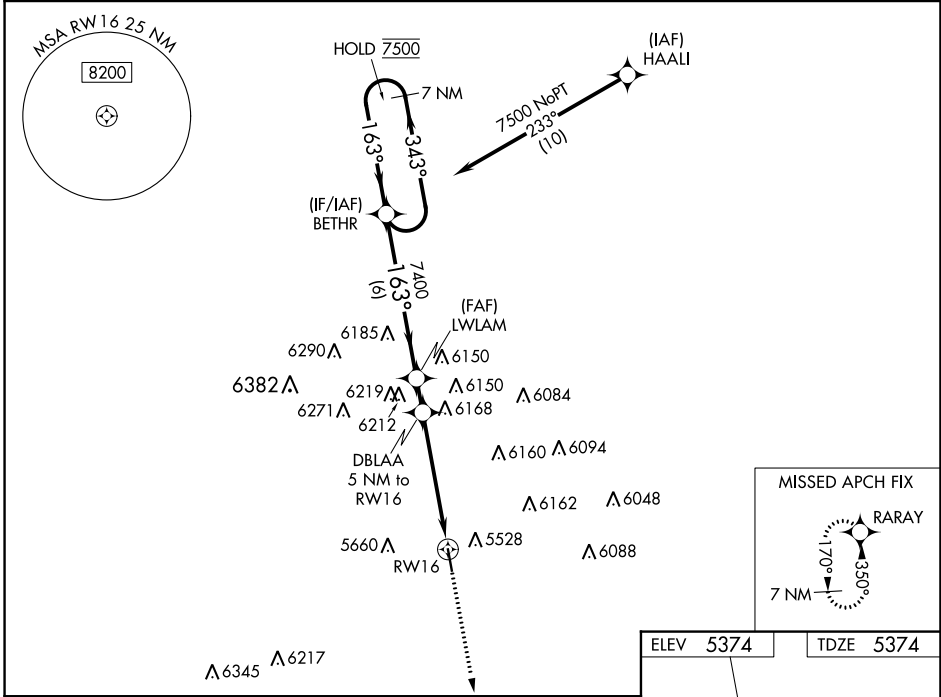 MSA RW16 25 NM
8200
HOLD 7500
7 NM
163°
343°
(IAF)
HAALI
7500 NoPT
233°
(10)
(IF/IAF)
BETHR
7400
163°
(6)
(FAF)
LWLAM
6185
6290
6150
6382
6219
6150
6084
6271
6212
6168
DBLAA
5 NM to
RW16
6160
6094
6162
6048
5660
5528
6088
RW16
6345
6217
MISSED APCH FIX
RARAY
170°
350°
7 NM
ELEV 5374
TDZE 5374